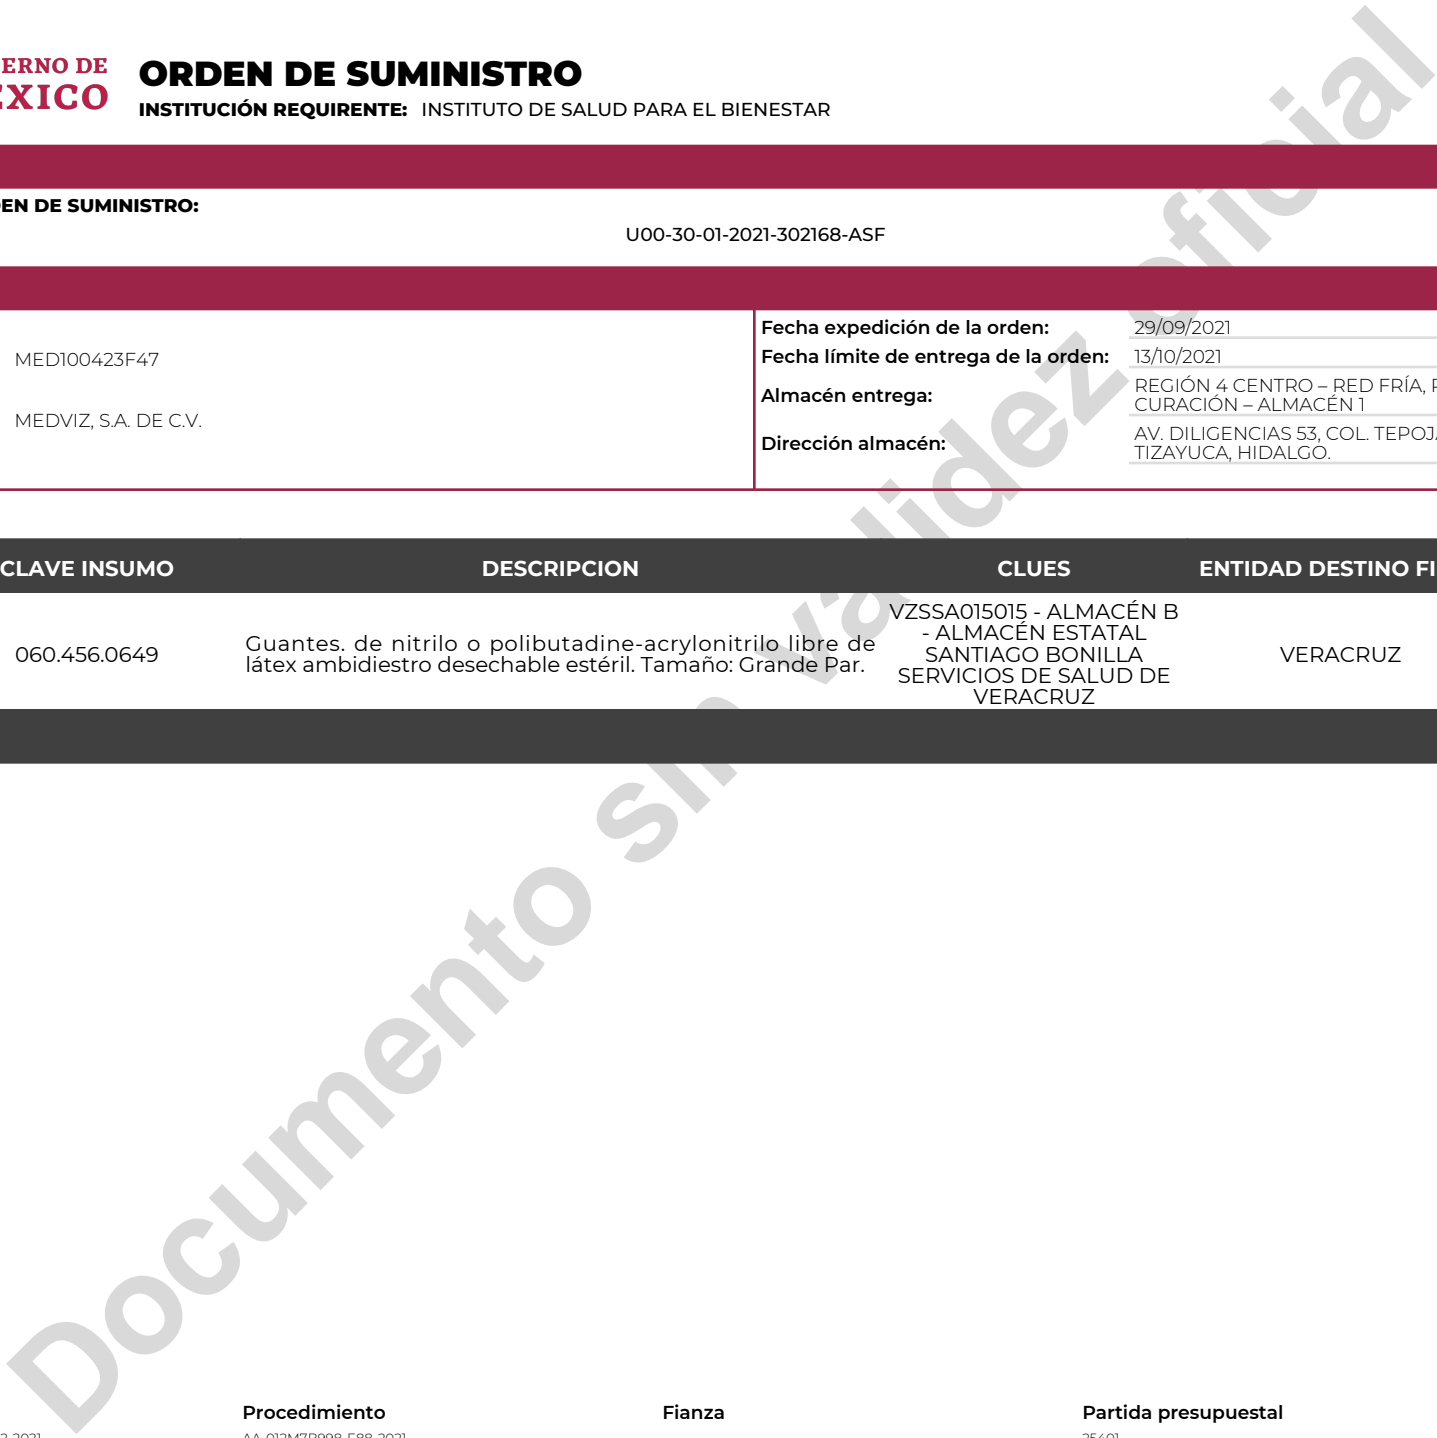 ORDEN DE SUMINISTRO
INSTITUCIÓN REQUIRENTE: INSTITUTO DE SALUD PARA EL BIENESTAR
ERNO DE
EXICO
EN DE SUMINISTRO:
U00-30-01-2021-302168-ASF
MED100423F47
MEDVIZ, S.A. DE C.V.
Fecha expedición de la orden: 29/09/2021
Fecha límite de entrega de la orden: 13/10/2021
Almacén entrega: REGIÓN 4 CENTRO – RED FRÍA,
CURACIÓN – ALMACÉN 1
Dirección almacén: AV. DILIGENCIAS 53, COL. TEPOJ
TIZAYUCA, HIDALGO.
CLAVE INSUMO DESCRIPCION CLUES ENTIDAD DESTINO FI
060.456.0649
Guantes. de nitrilo o polibutadine-acrylonitrilo libre de
látex ambidiestro desechable estéril. Tamaño: Grande Par.
VZSSA015015 - ALMACÉN B
- ALMACÉN ESTATAL
SANTIAGO BONILLA
SERVICIOS DE SALUD DE
VERACRUZ
VERACRUZ
Documento sin validez oficial
Procedimiento Fianza Partida presupuestal